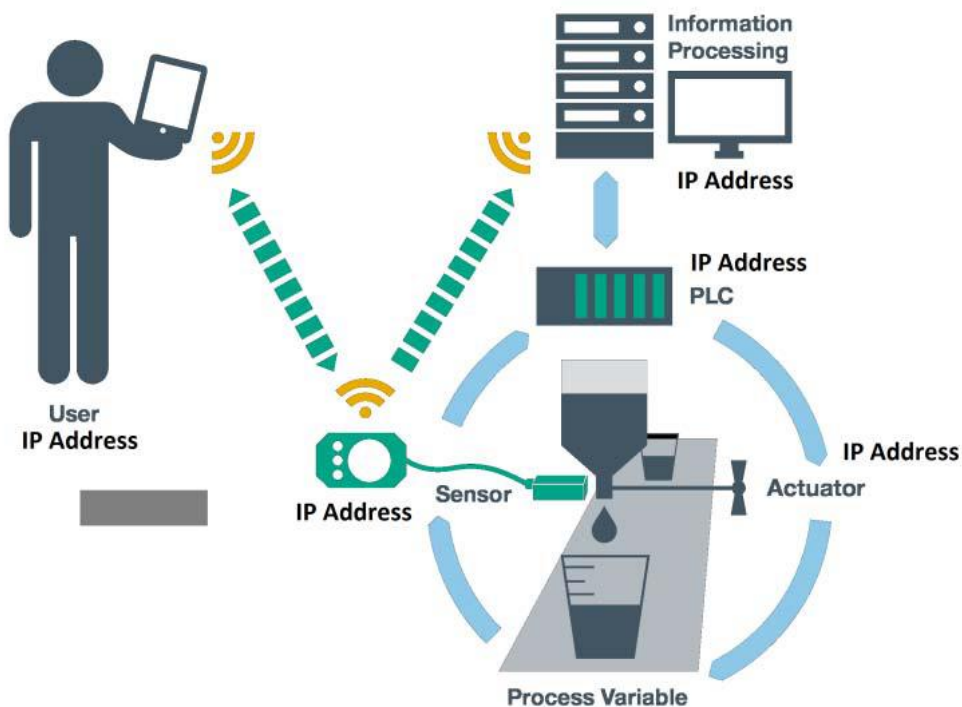 Information
Processing
IP Address
IP Address
PLC
User
IP Address
IP Address
Sensor
Actuator
IP Address
Process Variable